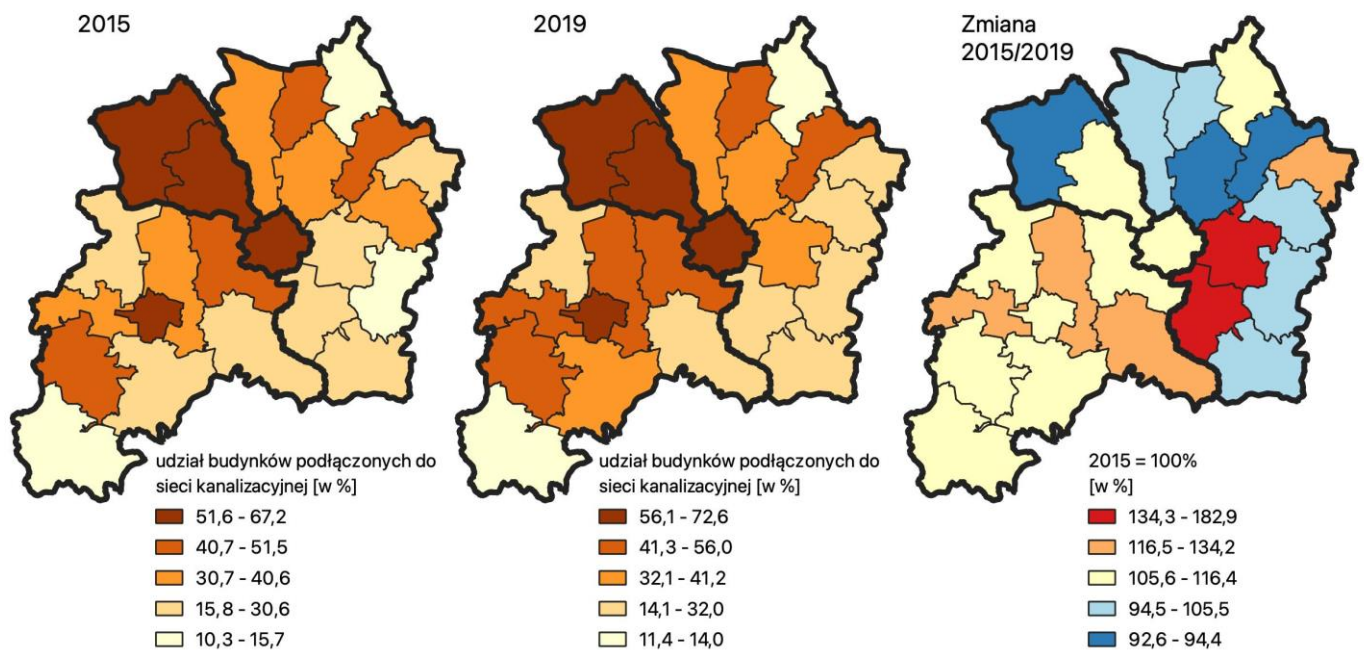 2015
udział budynków podłączonych do
sieci kanalizacyjnej [w %]
51,6 - 67,2
40,7 - 51,5
30,7 - 40,6
15,8 - 30,6
10,3 - 15,7
2019
udział budynków podłączonych do
sieci kanalizacyjnej [w %]
56,1 - 72,6
41,3 - 56,0
32,1 - 41,2
14,1 - 32,0
11,4 - 14,0
Zmiana
2015/2019
2015 = 100%
[w %]
134,3 - 182,9
116,5 - 134,2
105,6 - 116,4
94,5 - 105,5
92,6 - 94,4